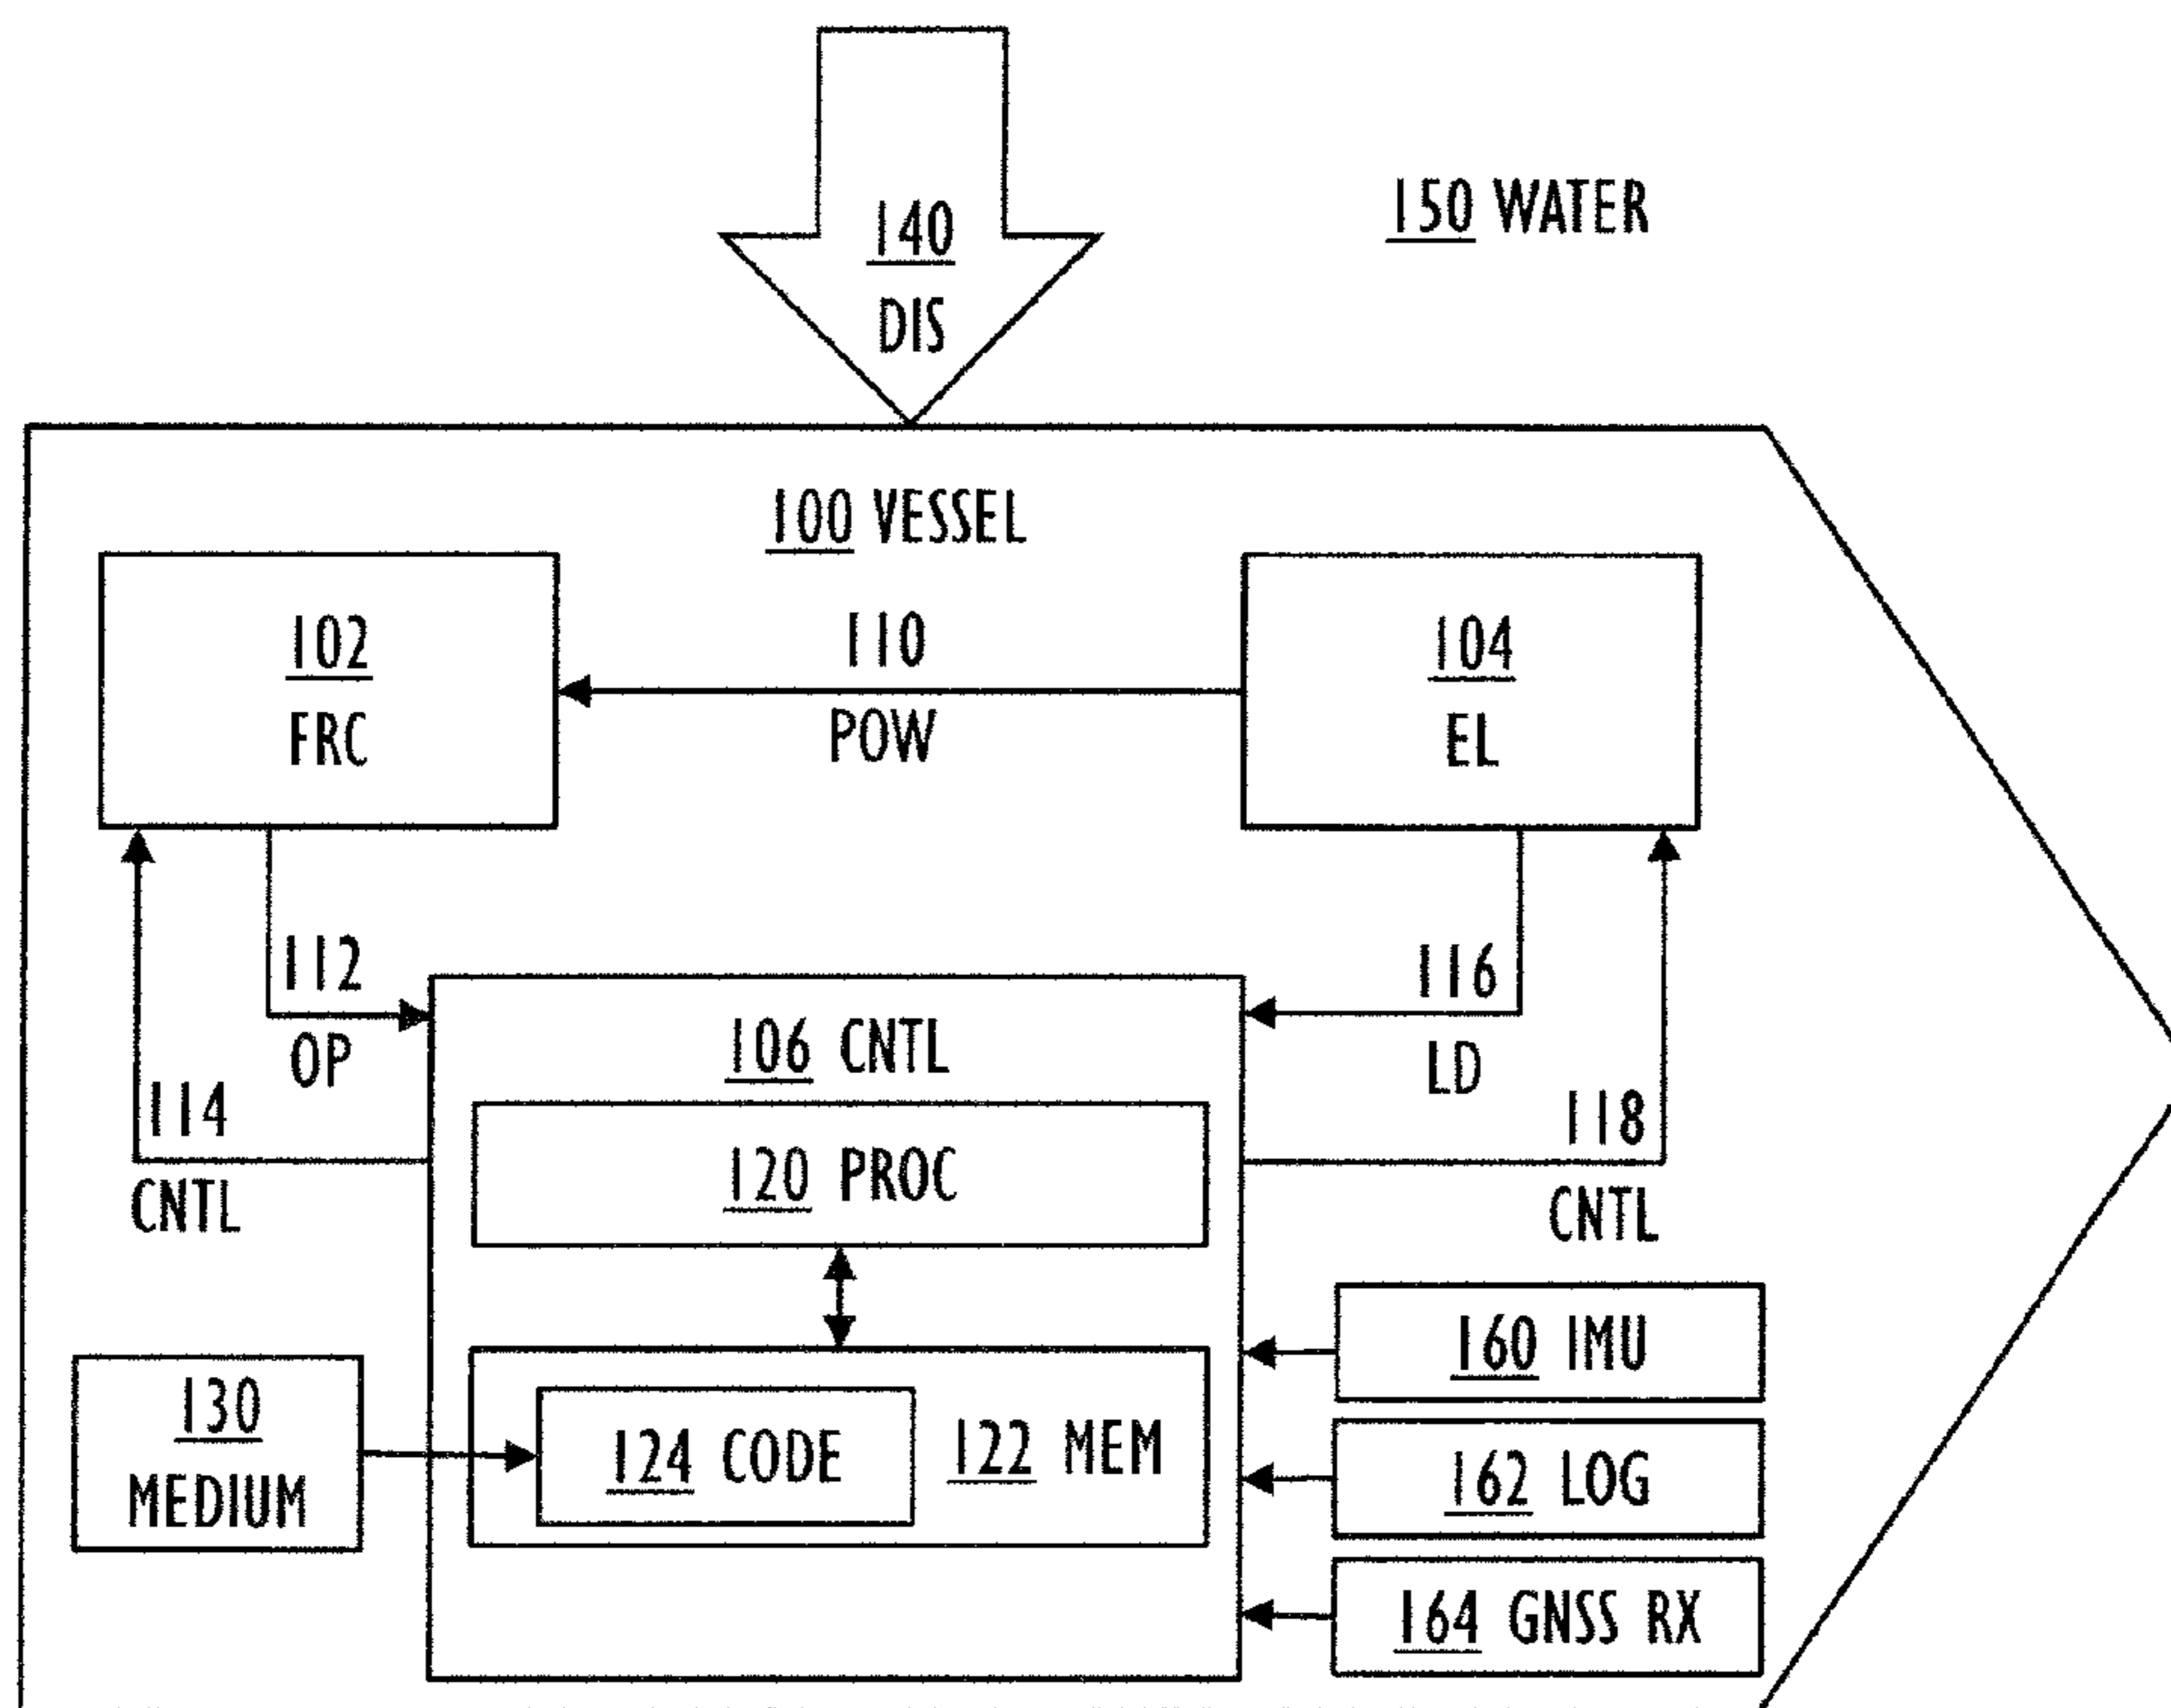 140
DIS
150 WATER
100 VESSEL
102
FRC
110
POW
104
EL
112
OP
114
CNTL
116
LD
118
CNTL
106 CNTL
120 PROC
130
MEDIUM
124 CODE
122 MEM
160 IMU
162 LOG
164 GNSS RX